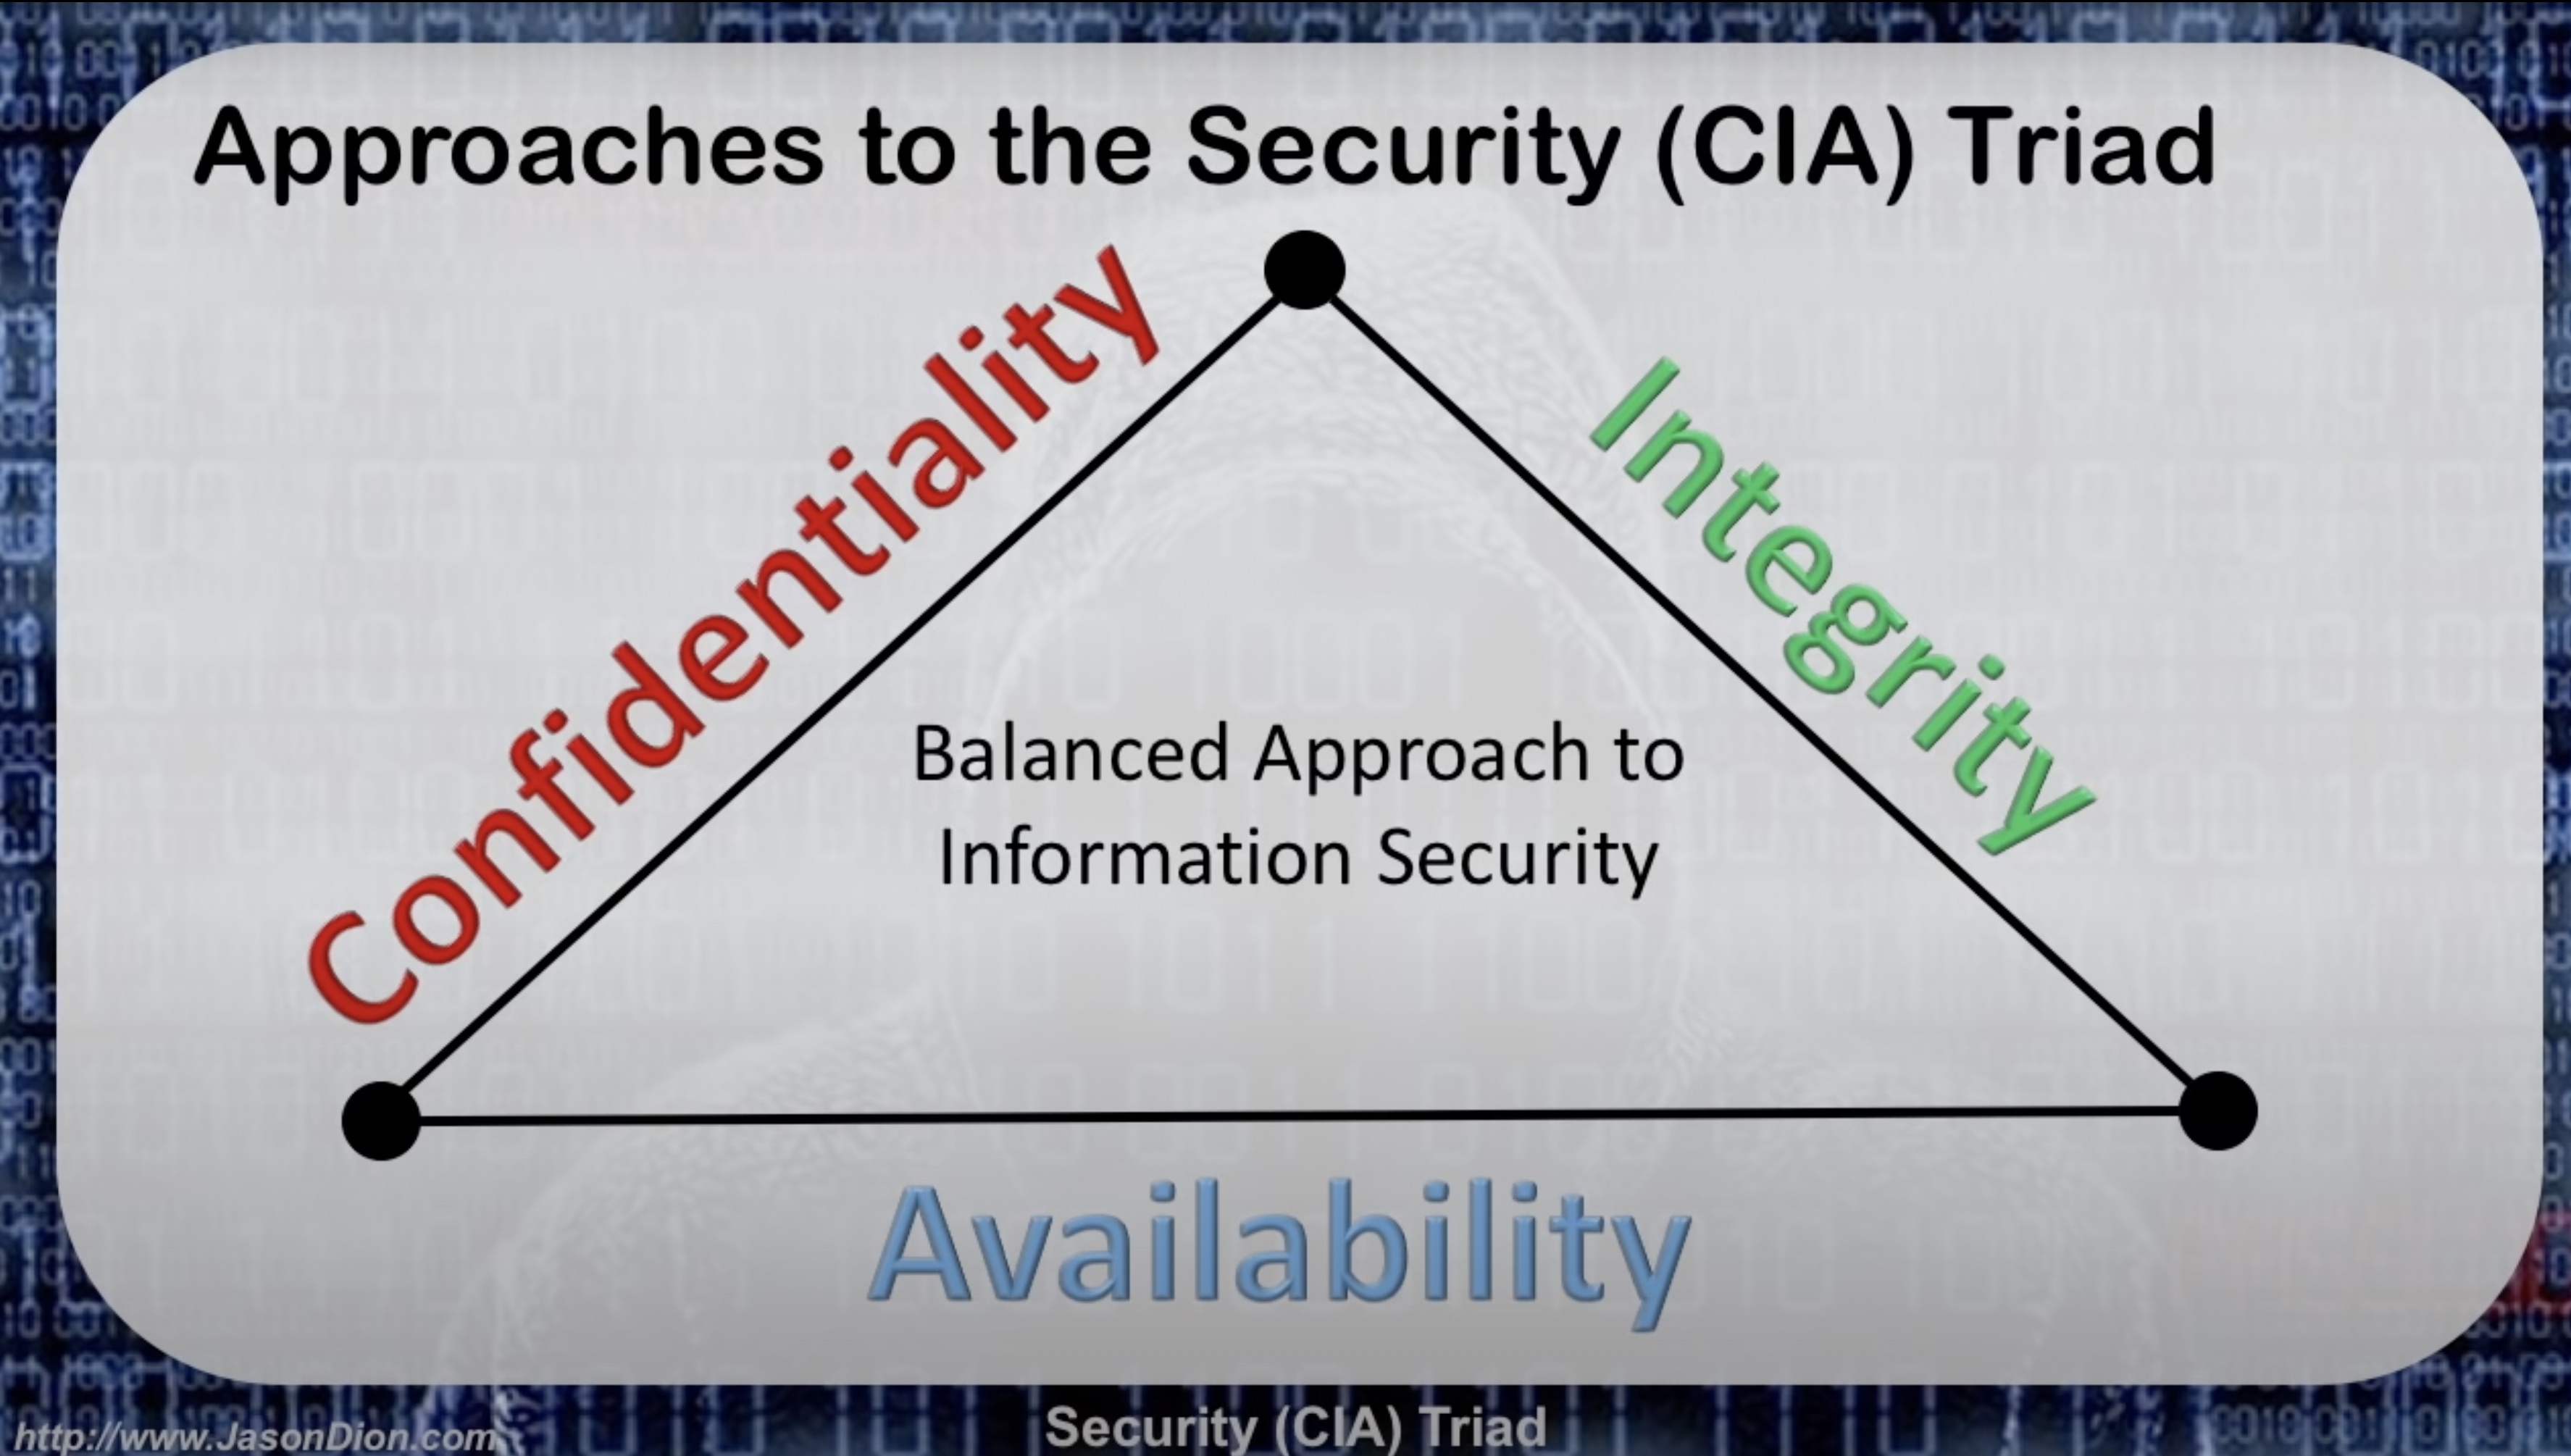 Approaches to the Security (CIA) Triad
Confidentiality
Integrity
Balanced Approach to
Information Security
Availability
http://www.JasonDion.com
Security (CIA) Triad